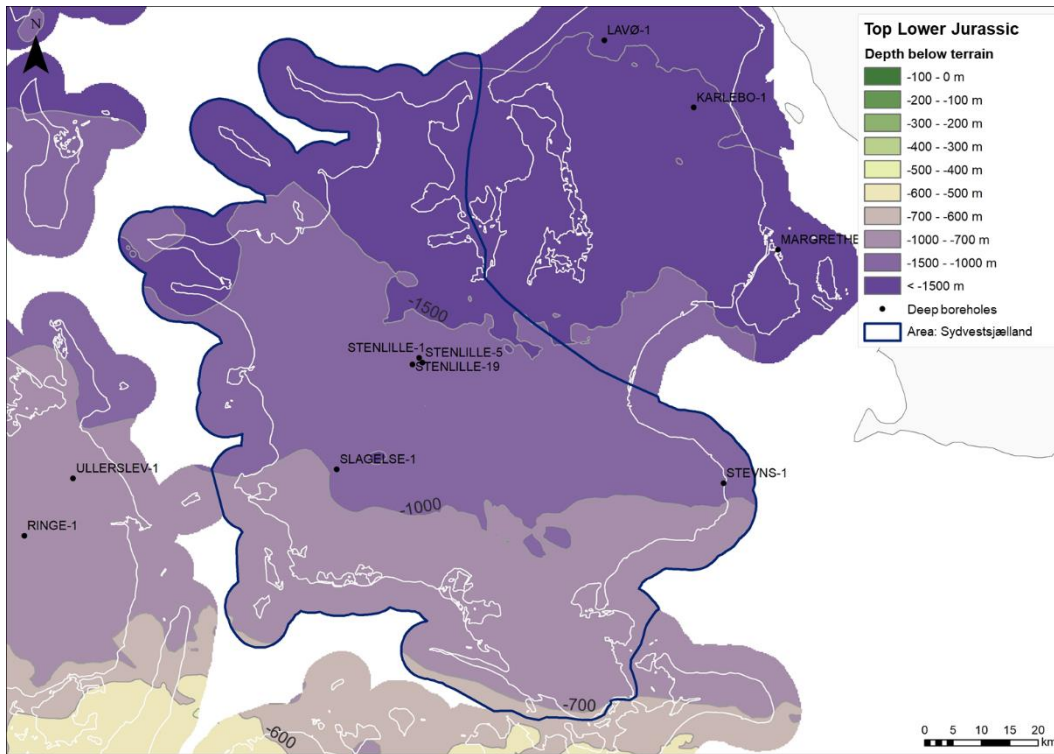 N
LAVØ-1
KARLEBO-1
MARGRETHE
-1500
STENLILLE-1
STENLILLE-5
STENLILLE-19
SLAGELSE-1
STEVNS-1
ULLERSLEV-1
RINGE-1
-1000
-700
-600
Top Lower Jurassic
Depth below terrain
-100 - 0 m
-200 - -100 m
-300 - -200 m
-400 - -300 m
-500 - -400 m
-600 - -500 m
-700 - -600 m
-1000 - -700 m
-1500 - -1000 m
< -1500 m
Deep boreholes
Area: Sydvestsjælland
0 5 10 15 20
km